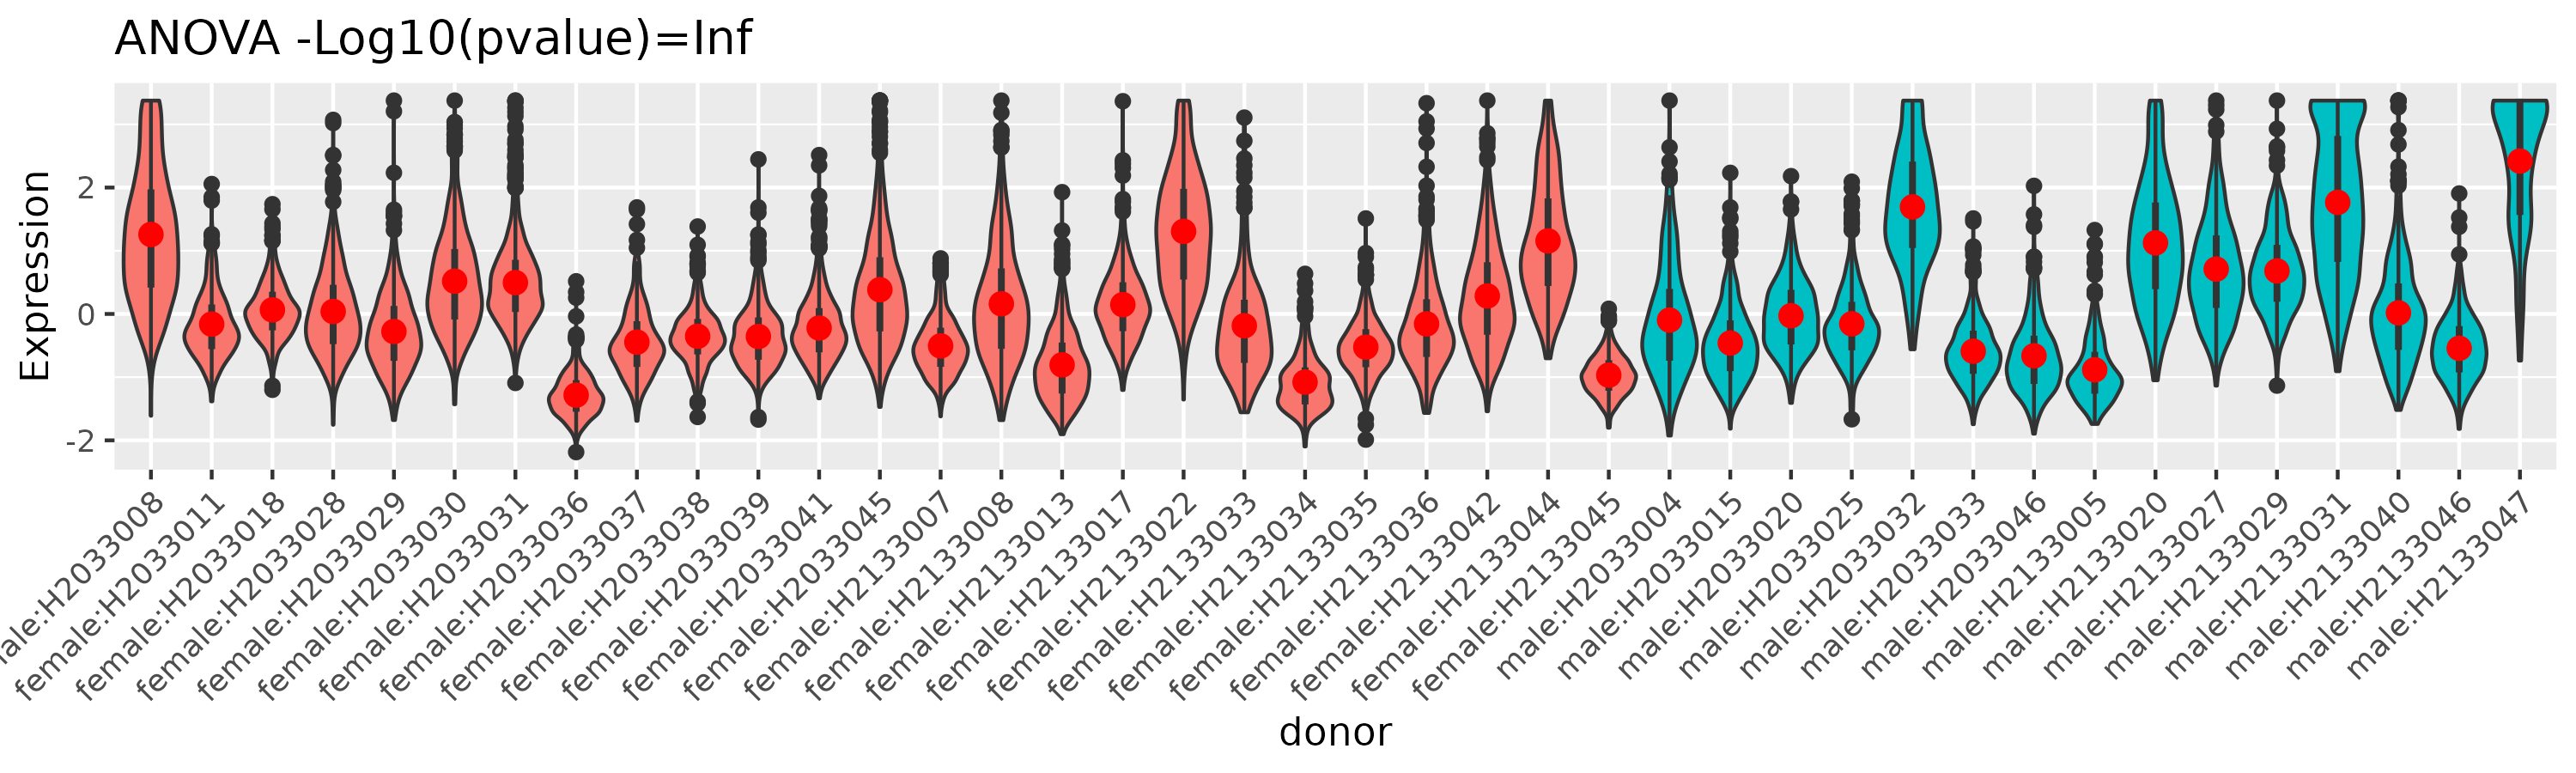 ANOVA -Log10(pvalue)=Inf
Expression
2
0
-2
male:H2033008
female:H2033011
female:H2033018
female:H2033028
female:H2033029
female:H2033030
female:H2033031
female:H2033036
female:H2033037
female:H2033038
female:H2033039
female:H2033041
female:H2033045
female:H2133007
female:H2133008
female:H2133013
female:H2133017
female:H2133022
female:H2133033
female:H2133034
female:H2133035
female:H2133036
female:H2133042
female:H2133044
female:H2133045
male:H2033004
male:H2033015
male:H2033020
male:H2033025
male:H2033032
male:H2033033
male:H2033046
male:H2133005
male:H2133020
male:H2133027
male:H2133029
male:H2133031
male:H2133040
male:H2133046
male:H2133047
donor